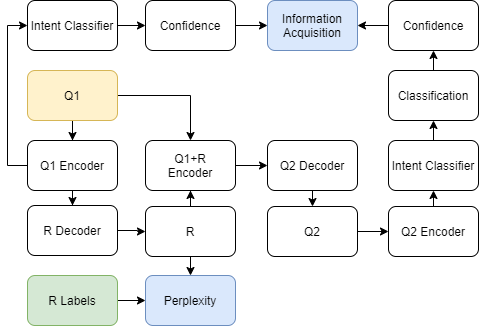 Intent Classifier
Confidence
Information
Acquisition
Confidence
Q1
Classification
Q1 Encoder
Q1+R
Encoder
Q2 Decoder
Intent Classifier
R Decoder
R
Q2
Q2 Encoder
R Labels
Perplexity